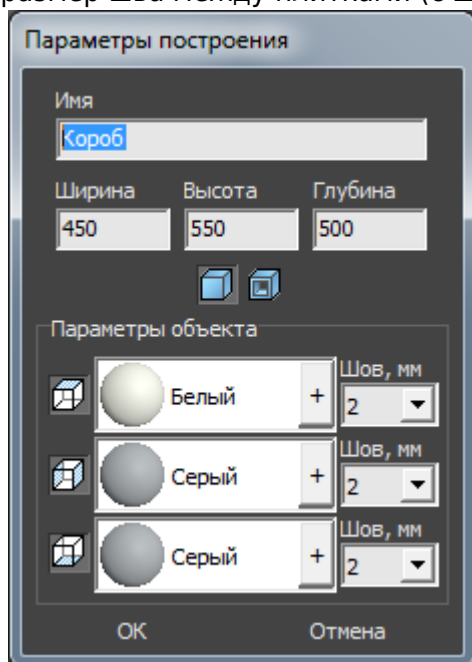 Параметры построения
Имя
Короб
Ширина Высота Глубина
450 550 500
Параметры объекта
Шов, мм
Белый + 2
Шов, мм
Серый + 2
Шов, мм
Серый + 2
ОК Отмена